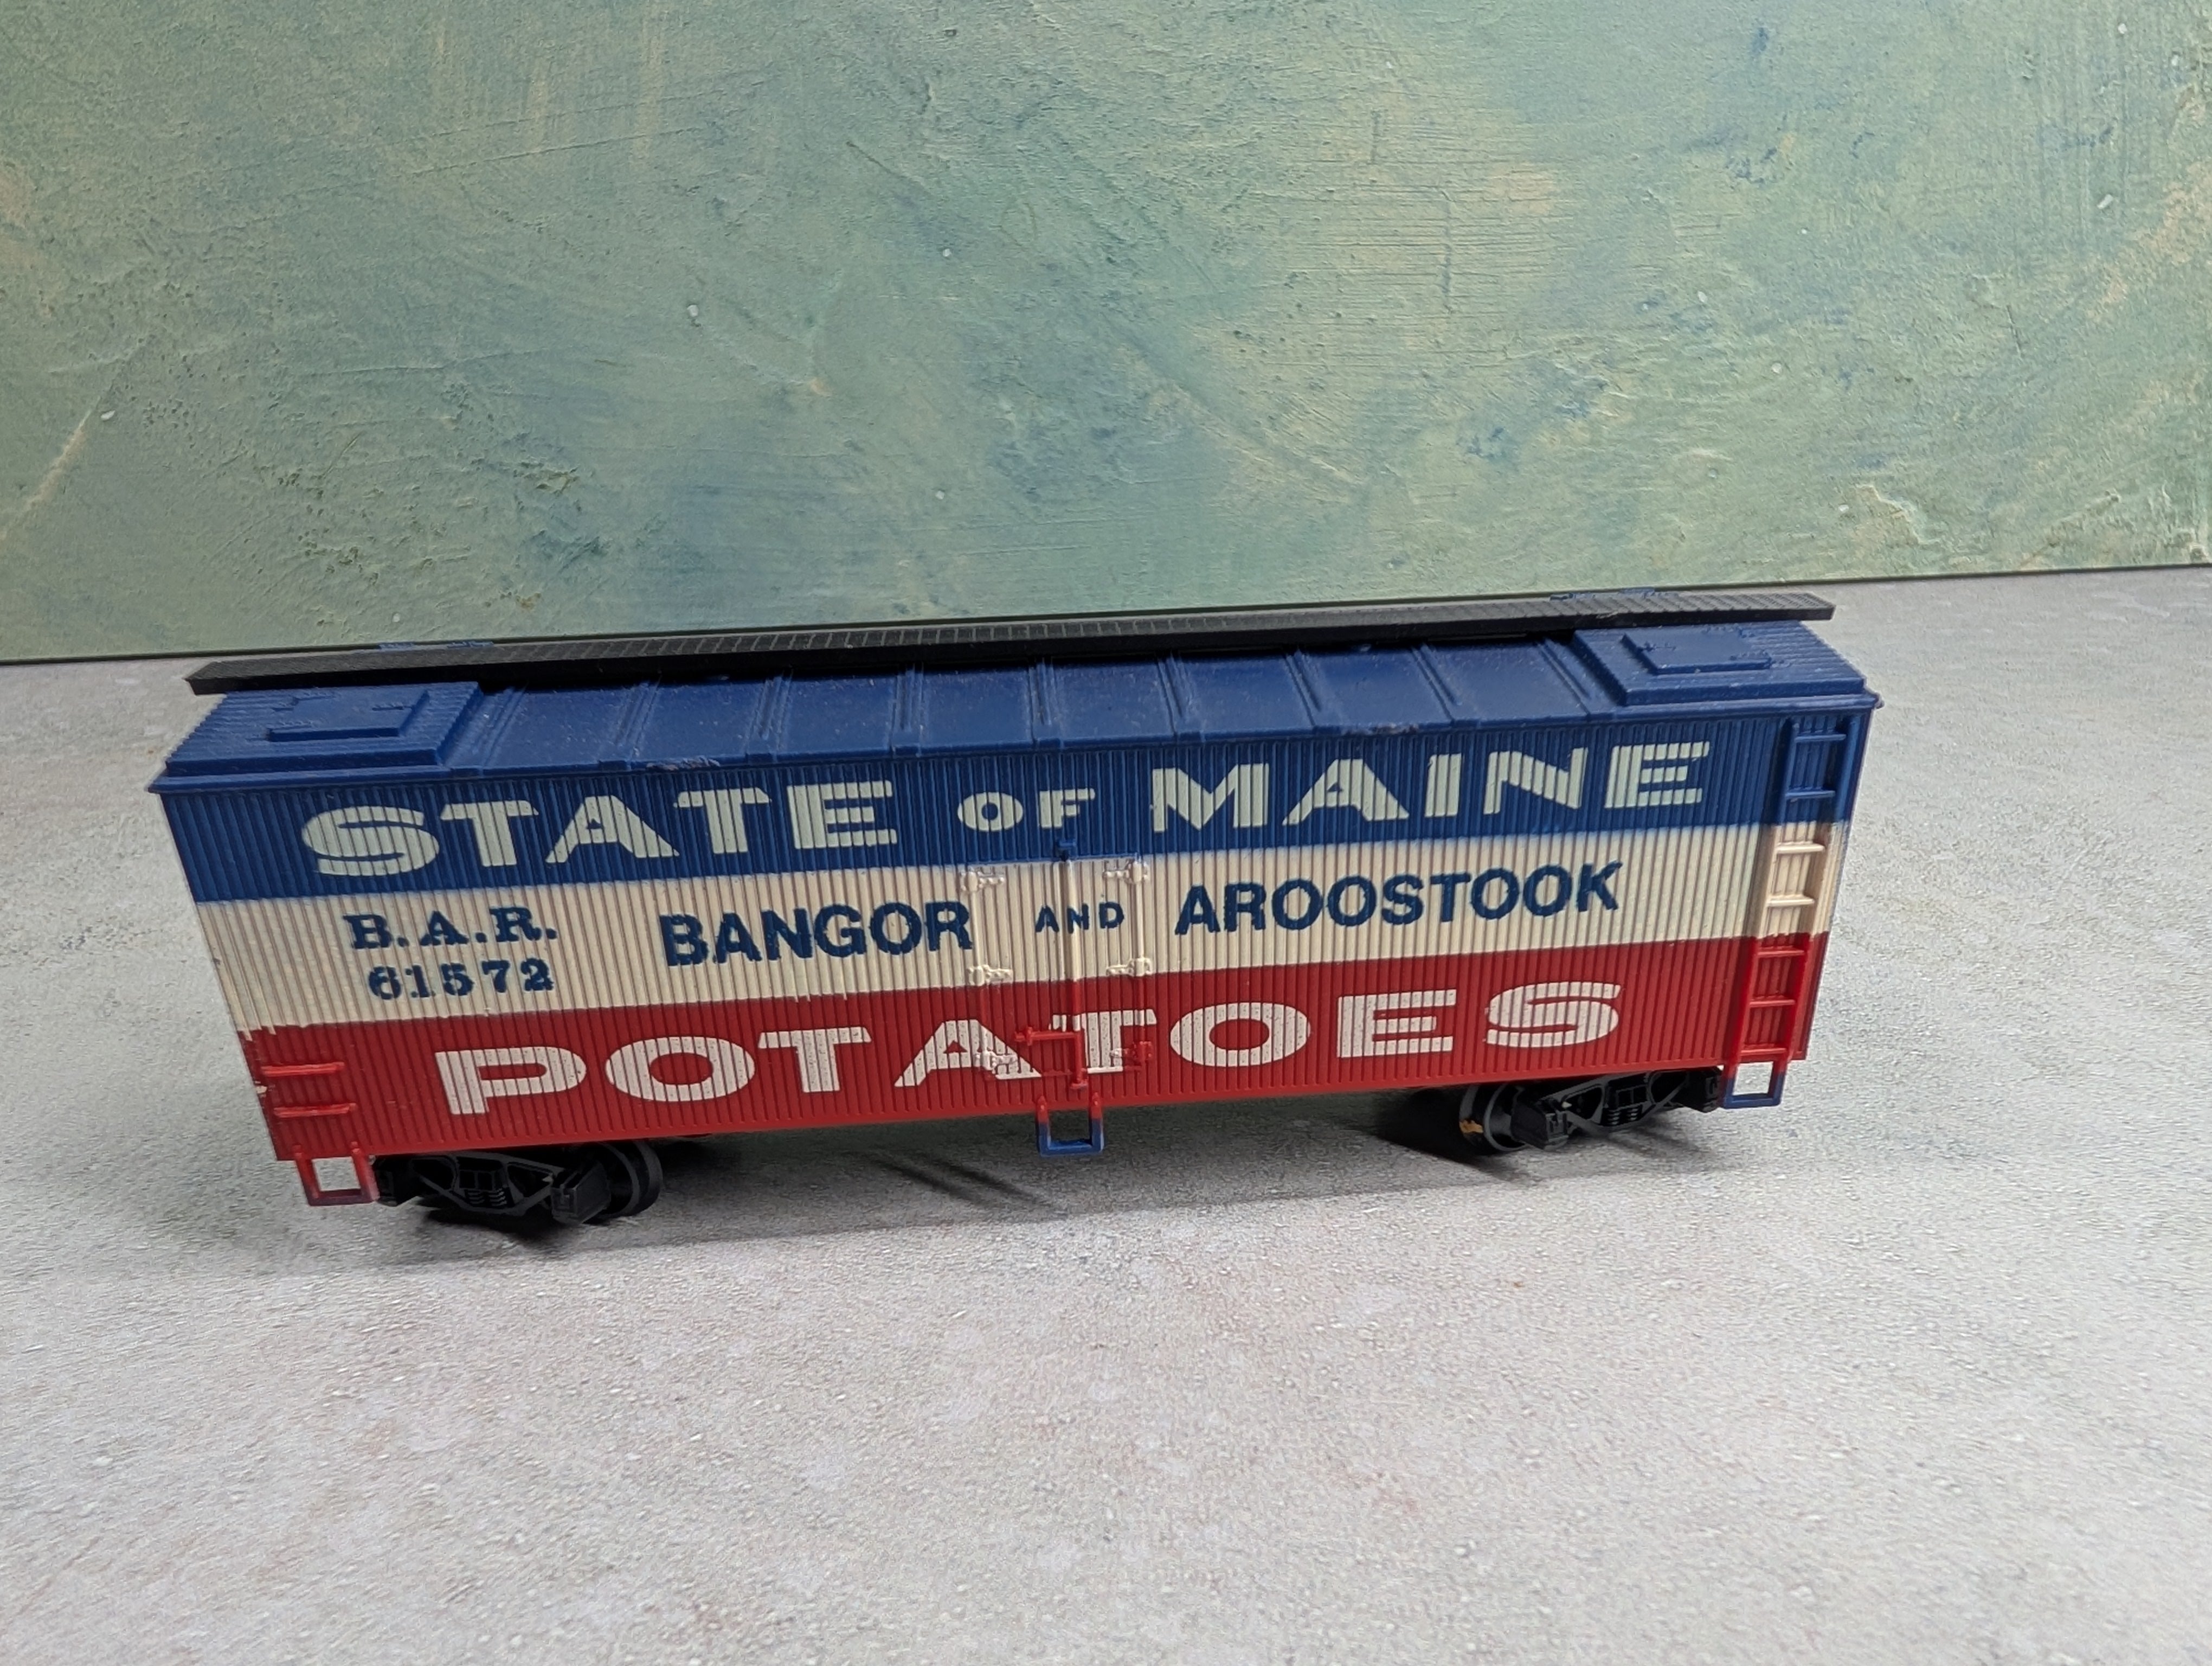 STATE OF MAINE
B.A.R. BANGOR AND AROOSTOOK
61572
POTATOES